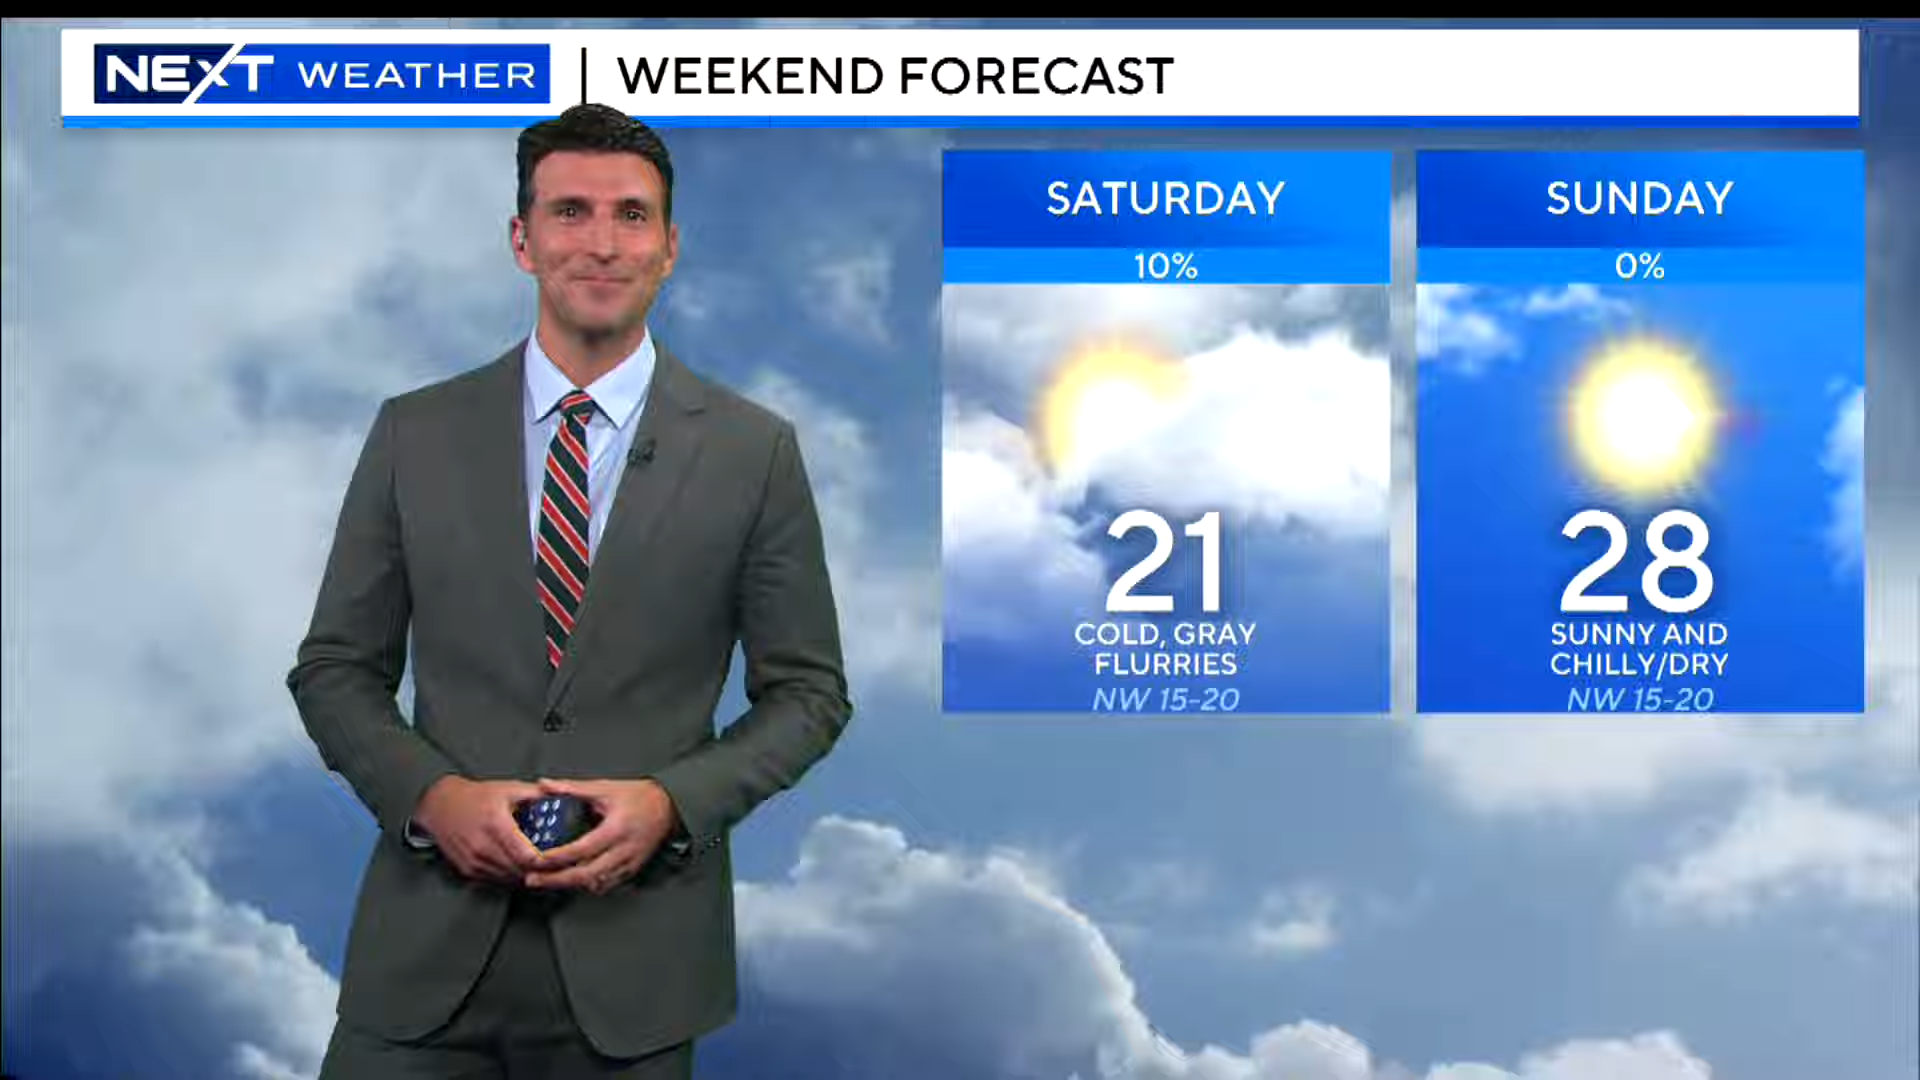 NEXT WEATHER | WEEKEND FORECAST
SATURDAY
10%
21
COLD, GRAY
FLURRIES
NW 15-20
SUNDAY
0%
28
SUNNY AND
CHILLY/DRY
NW 15-20